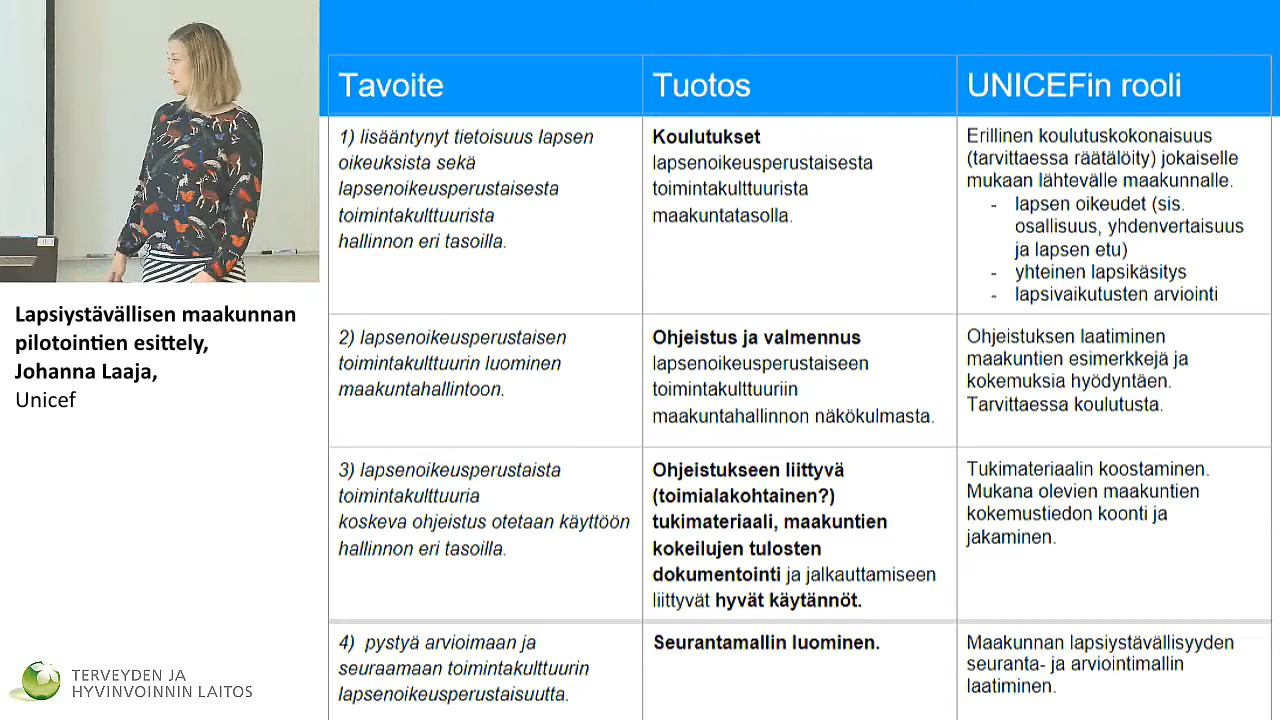 Lapsiystävällisen maakunnan
pilotointien esittely,
Johanna Laaja,
Unicef
TERVEYDEN JA
HYVINVOINNIN LAITOS
Tavoite
Tuotos
UNICEFin rooli
1) lisääntynyt tietoisuus lapsen
oikeuksista sekä
lapsenoikeusperustaisesta
toimintakulttuurista
hallinnon eri tasoilla.
Koulutukset
lapsenoikeusperustaisesta
toimintakulttuurista
maakuntatasolla.
Erillinen koulutuskokonaisuus
(tarvittaessa räätälöity) jokaiselle
mukaan lähtevälle maakunnalle.
- lapsen oikeudet (sis.
osallisuus, yhdenvertaisuus
ja lapsen etu)
- yhteinen lapsikäsitys
- lapsivaikutusten arviointi
2) lapsenoikeusperustaisen
toimintakulttuurin luominen
maakuntahallintoon.
Ohjeistus ja valmennus
lapsenoikeusperustaiseen
toimintakulttuuriin
maakuntahallinnon näkökulmasta.
Ohjeistuksen laatiminen
maakuntien esimerkkejä ja
kokemuksia hyödyntäen.
Tarvittaessa koulutusta.
3) lapsenoikeusperustaista
toimintakulttuuria
koskeva ohjeistus otetaan käyttöön
hallinnon eri tasoilla.
Ohjeistukseen liittyvä
(toimialakohtainen?)
tukimateriaali, maakuntien
kokeilujen tulosten
dokumentointi ja jalkauttamiseen
liittyvät hyvät käytännöt.
Tukimateriaalin koostaminen.
Mukana olevien maakuntien
kokemustiedon koonti ja
jakaminen.
4) pystyä arvioimaan ja
seuraamaan toimintakulttuurin
lapsenoikeusperustaisuutta.
Seurantamallin luominen.
Maakunnan lapsiystävällisyyden
seuranta- ja arviointimallin
laatiminen.